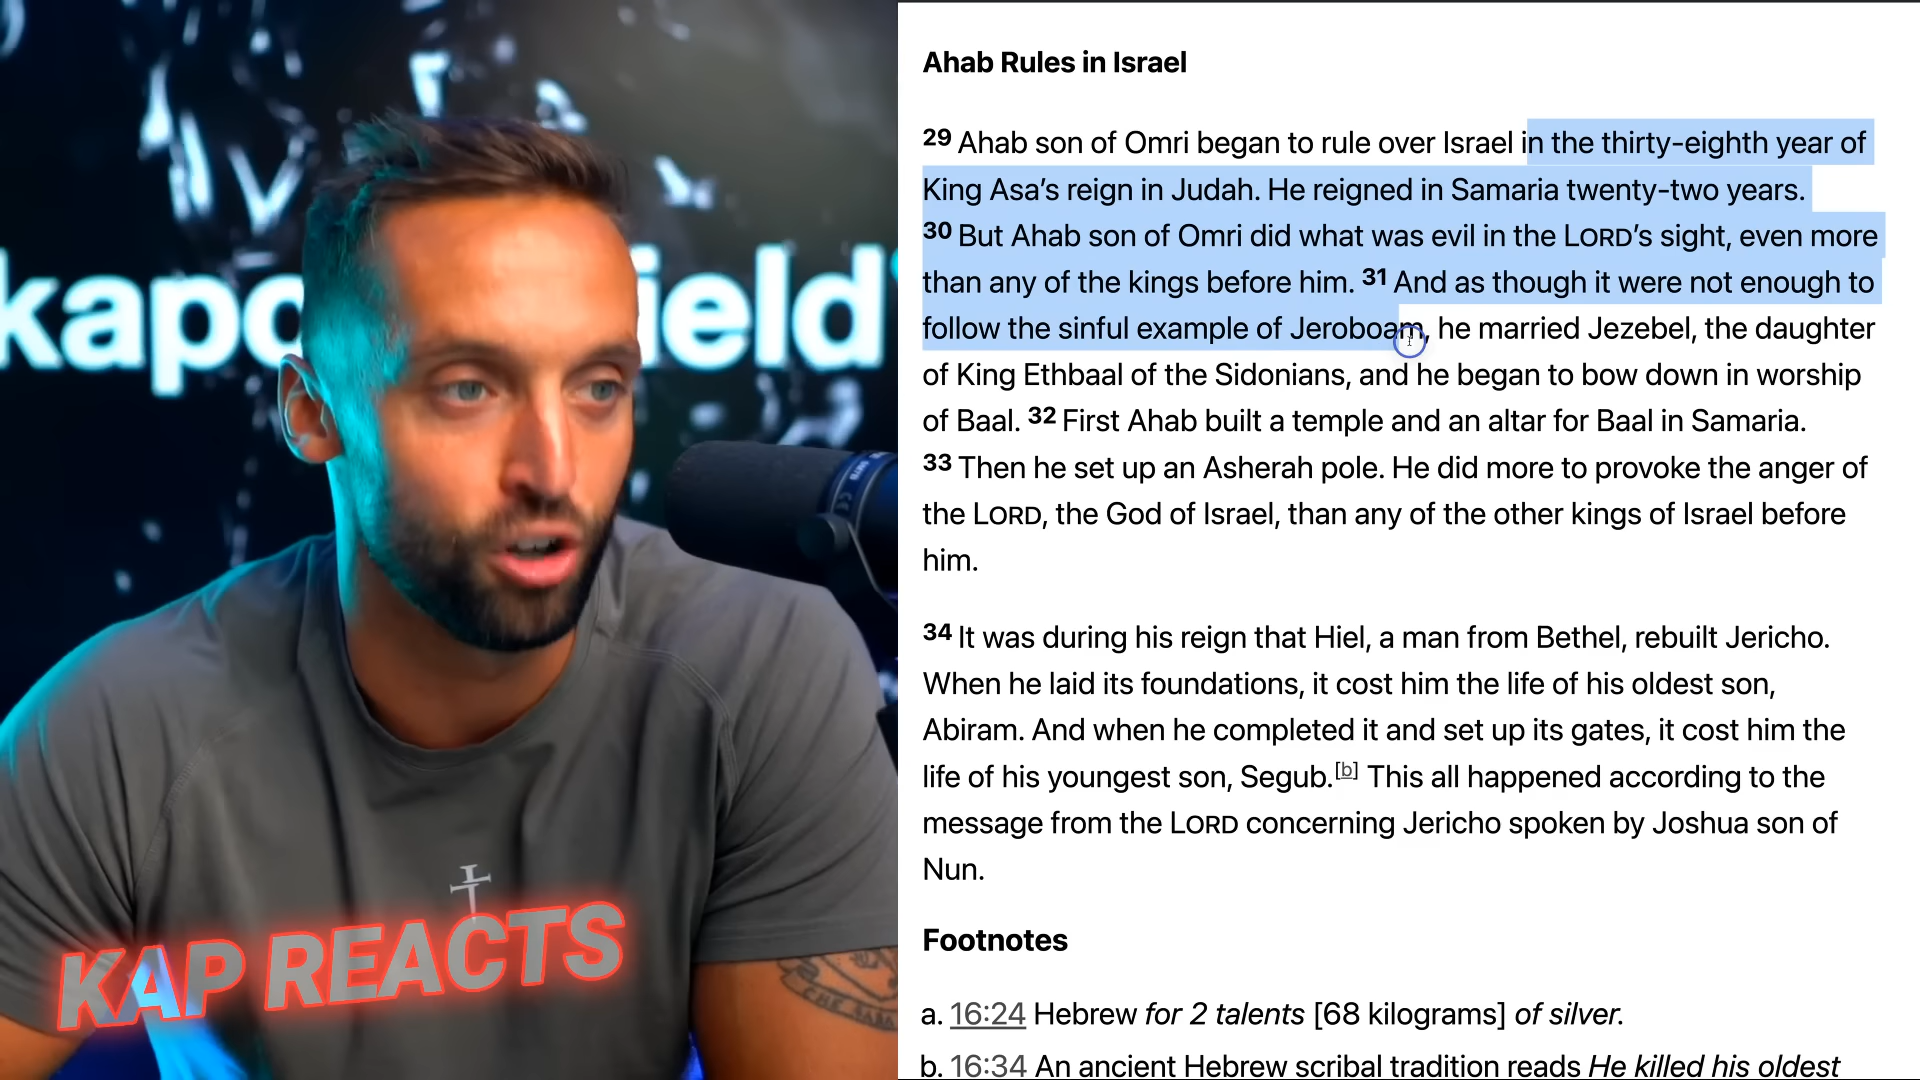 kapo
ield
KAP REACTS
Ahab Rules in Israel
29 Ahab son of Omri began to rule over Israel in the thirty-eighth year of
King Asa’s reign in Judah. He reigned in Samaria twenty-two years.
30 But Ahab son of Omri did what was evil in the LORD’s sight, even more
than any of the kings before him. 31 And as though it were not enough to
follow the sinful example of Jeroboam, he married Jezebel, the daughter
of King Ethbaal of the Sidonians, and he began to bow down in worship
of Baal. 32 First Ahab built a temple and an altar for Baal in Samaria.
33 Then he set up an Asherah pole. He did more to provoke the anger of
the LORD, the God of Israel, than any of the other kings of Israel before
him.
34 It was during his reign that Hiel, a man from Bethel, rebuilt Jericho.
When he laid its foundations, it cost him the life of his oldest son,
Abiram. And when he completed it and set up its gates, it cost him the
life of his youngest son, Segub.[b] This all happened according to the
message from the LORD concerning Jericho spoken by Joshua son of
Nun.
Footnotes
a. 16:24 Hebrew for 2 talents [68 kilograms] of silver.
b. 16:34 An ancient Hebrew scribal tradition reads He killed his oldest